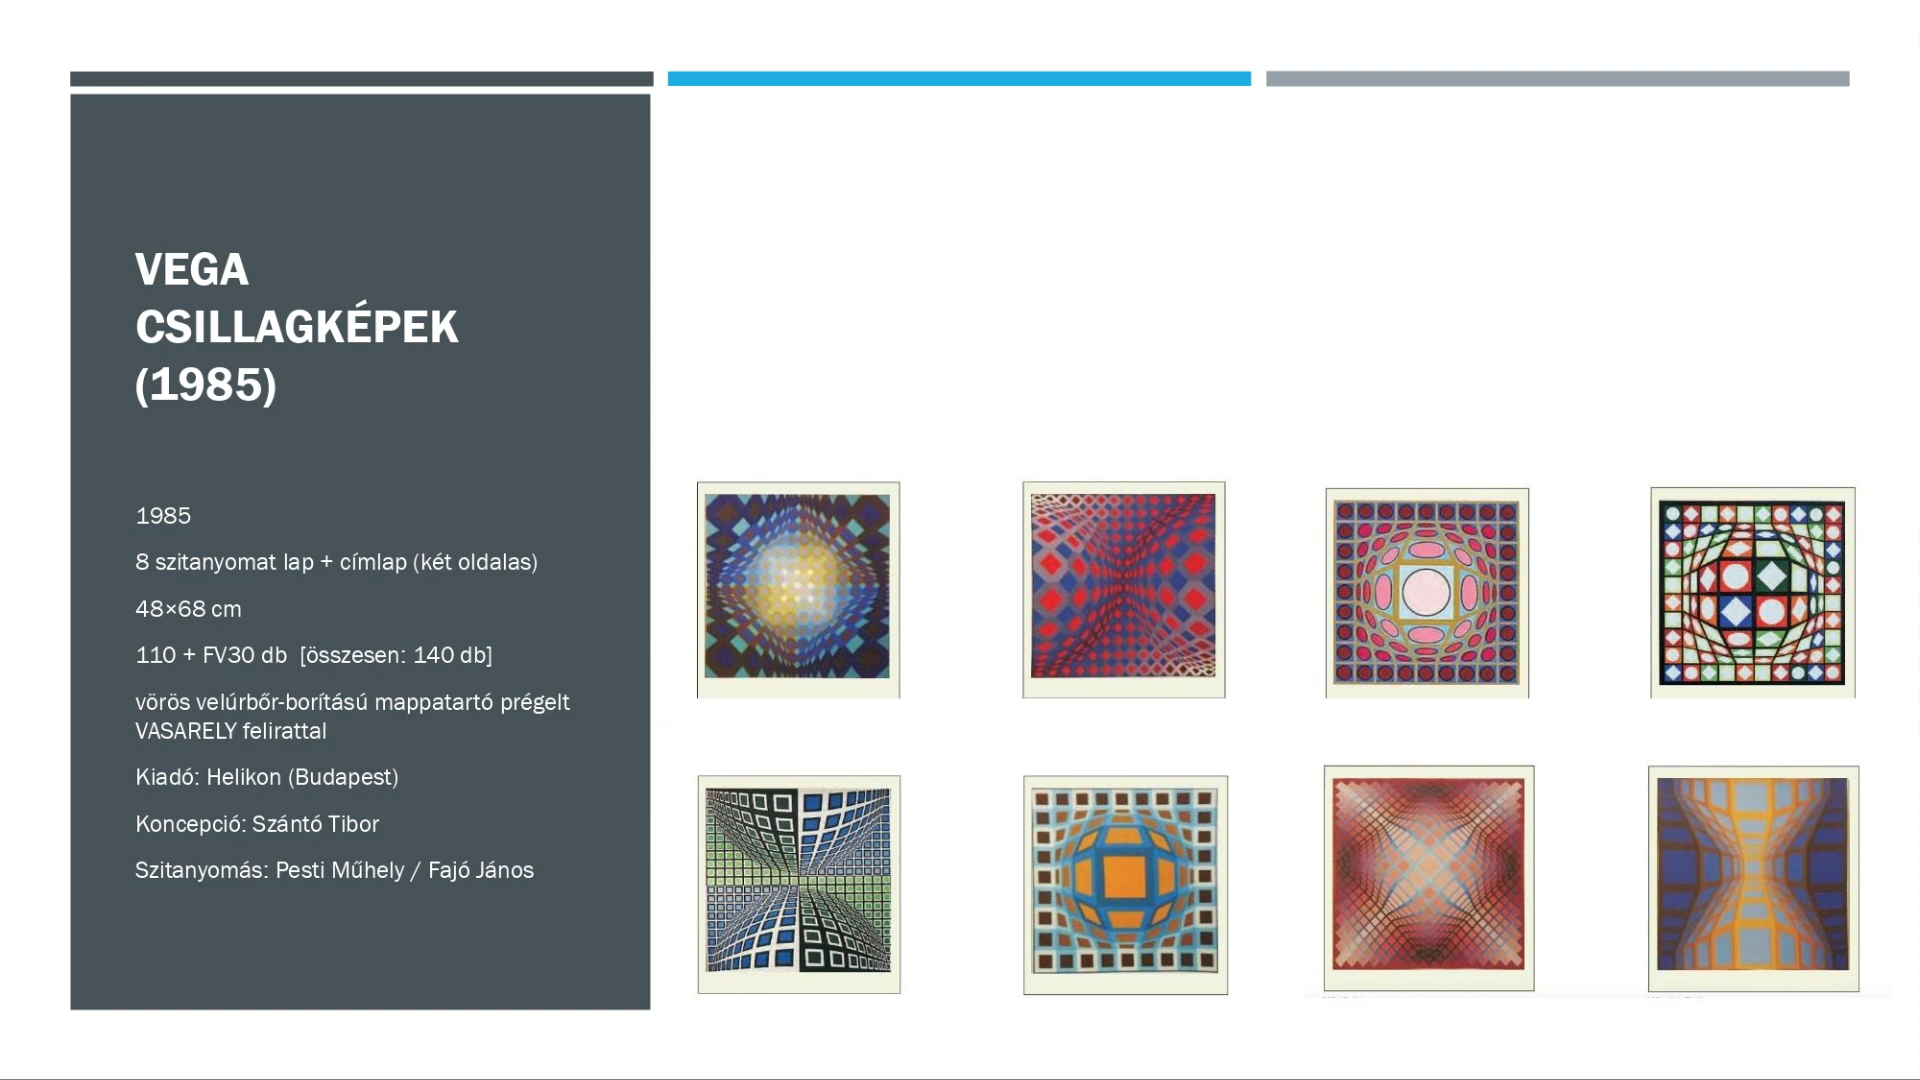 VEGA
CSILLAGKÉPEK
(1985)
1985
8 szitanyomat lap + címlap (két oldalas)
48×68 cm
110 + FV30 db  [összesen: 140 db]
vörös velúrbőr-borítású mappatartó prégelt
VASARELY felirattal
Kiadó: Helikon (Budapest)
Koncepció: Szántó Tibor
Szitanyomás: Pesti Műhely / Fajó János